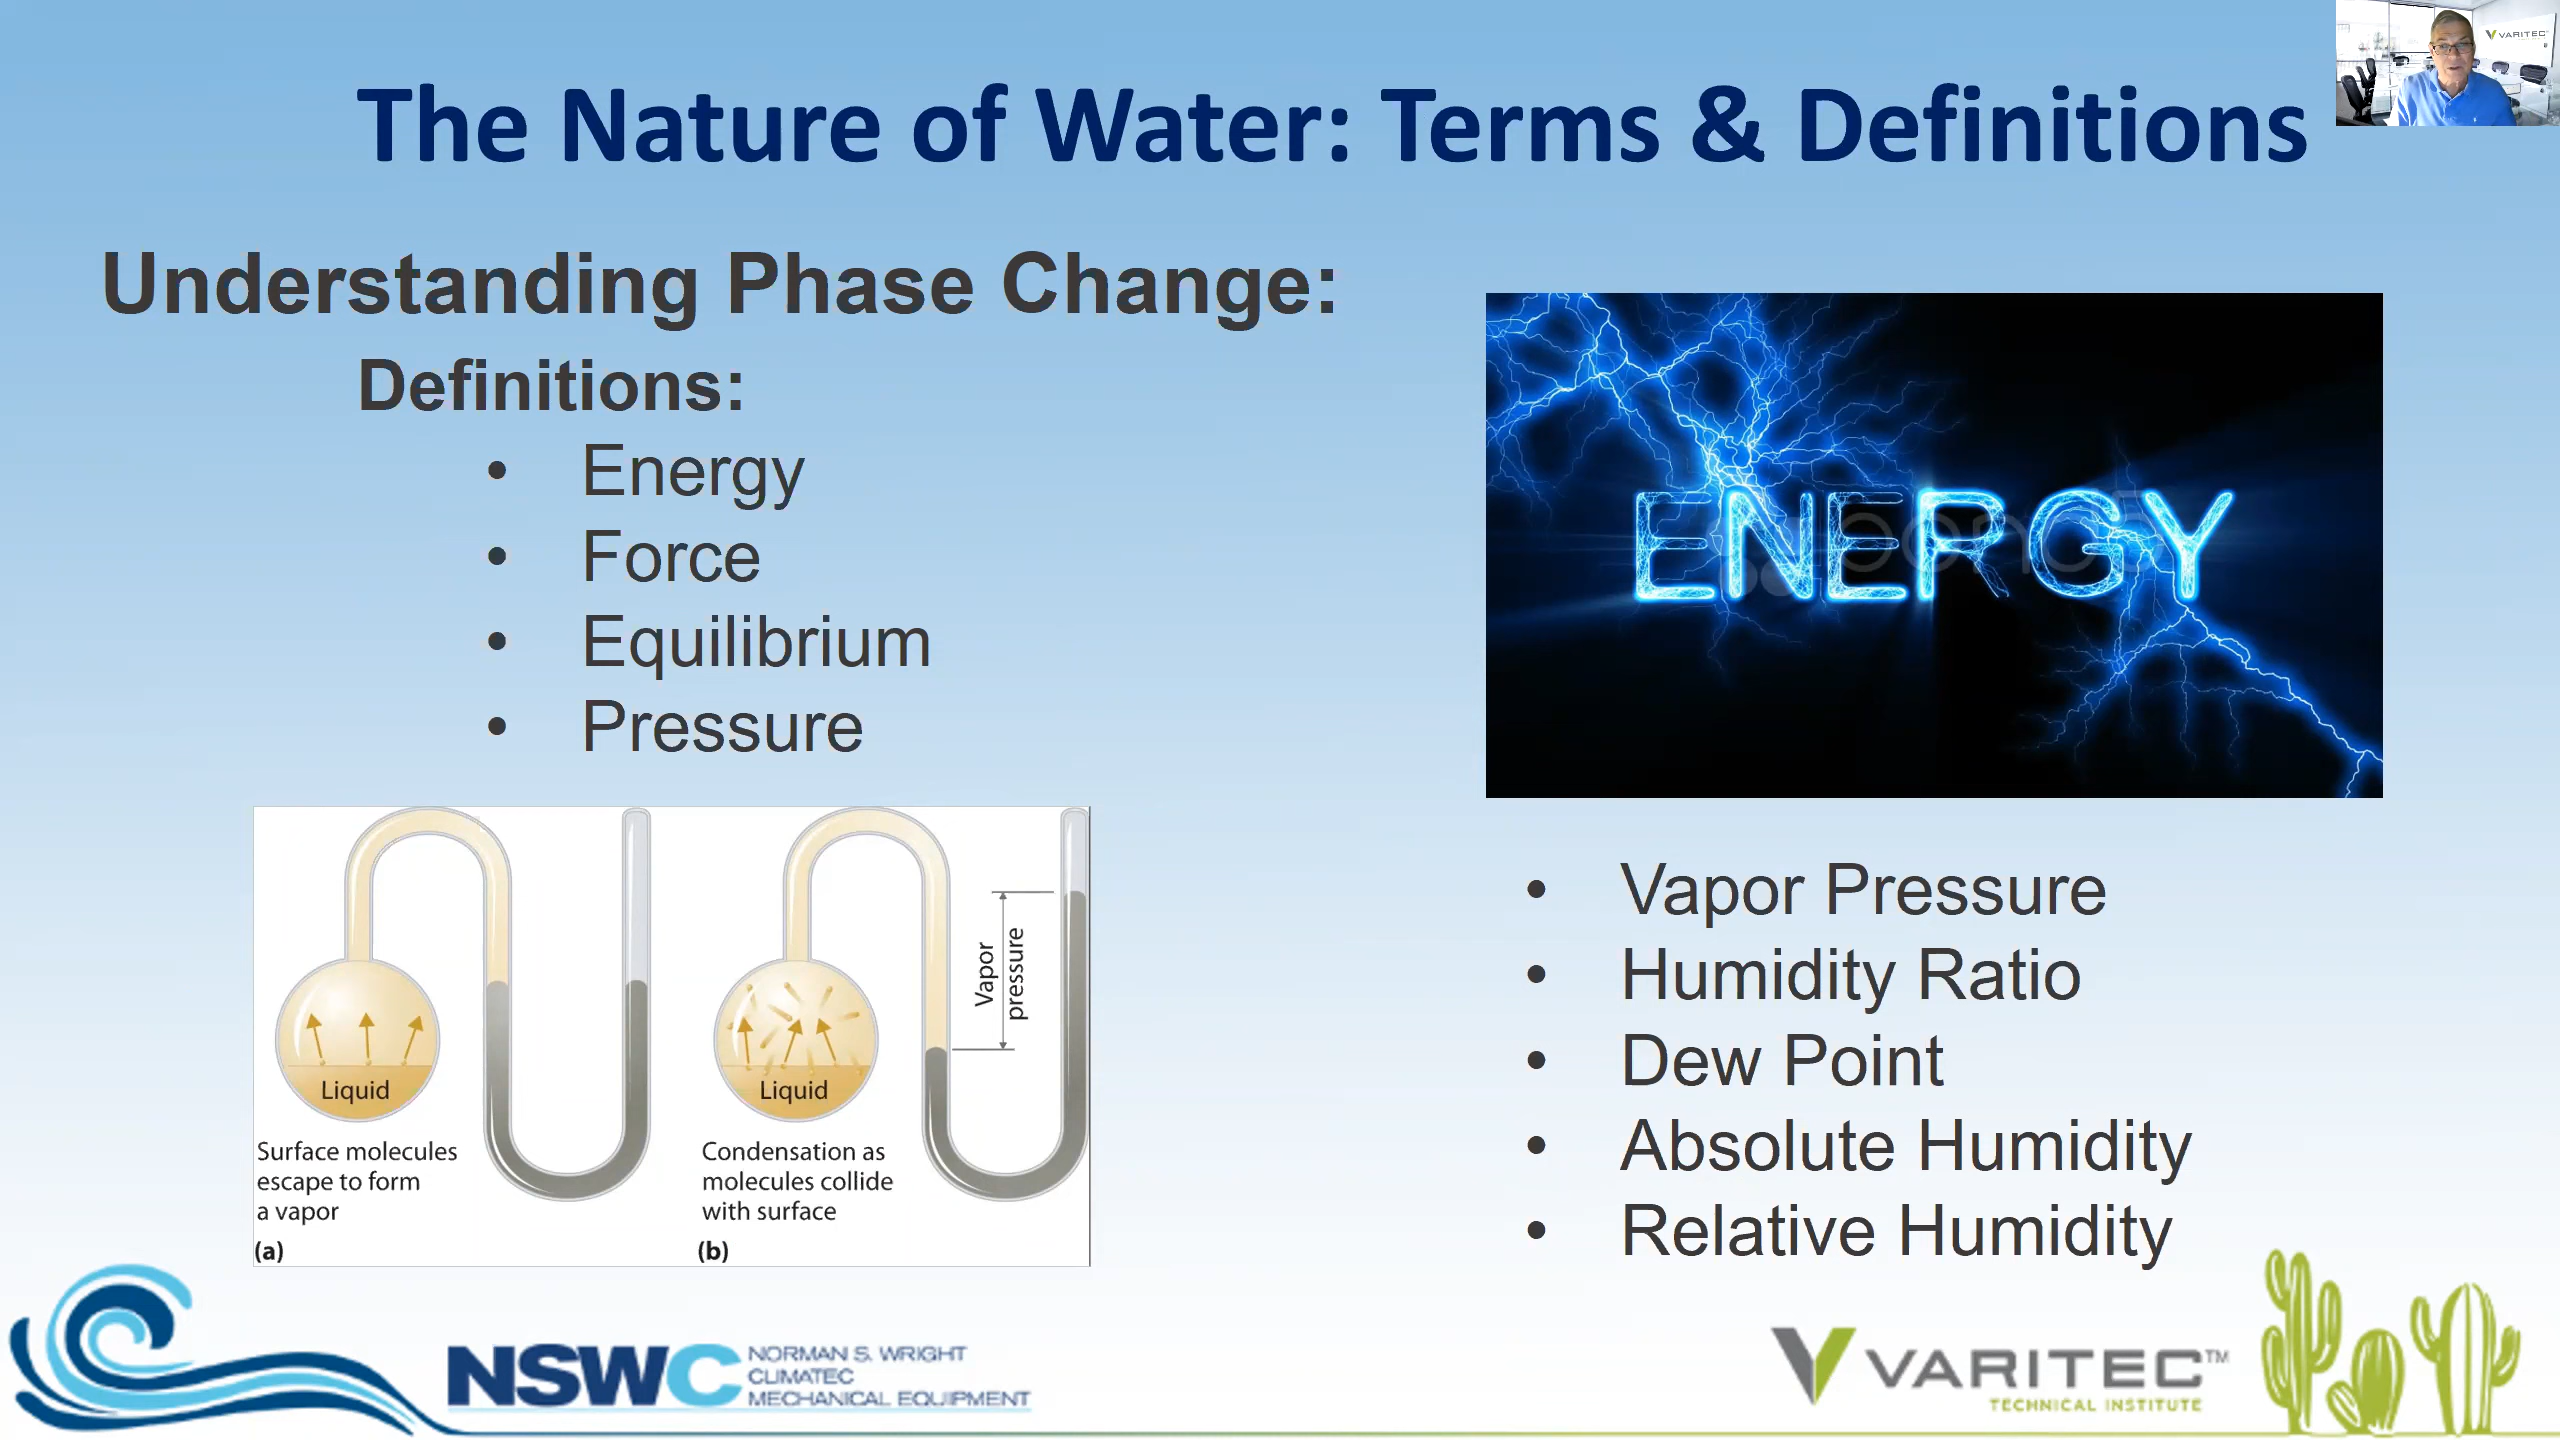 The Nature of Water: Terms & Definitions
VARITEC
Understanding Phase Change:
Definitions:
• Energy
• Force
• Equilibrium
• Pressure
ENERGY
Liquid
Surface molecules
escape to form
a vapor
(a)
Vapor
pressure
Liquid
Condensation as
molecules collide
with surface
(b)
• Vapor Pressure
• Humidity Ratio
• Dew Point
• Absolute Humidity
• Relative Humidity
NSWC
NORMAN S. WRIGHT
CLIMATEC
MECHANICAL EQUIPMENT
VARITEC™
TECHNICAL INSTITUTE